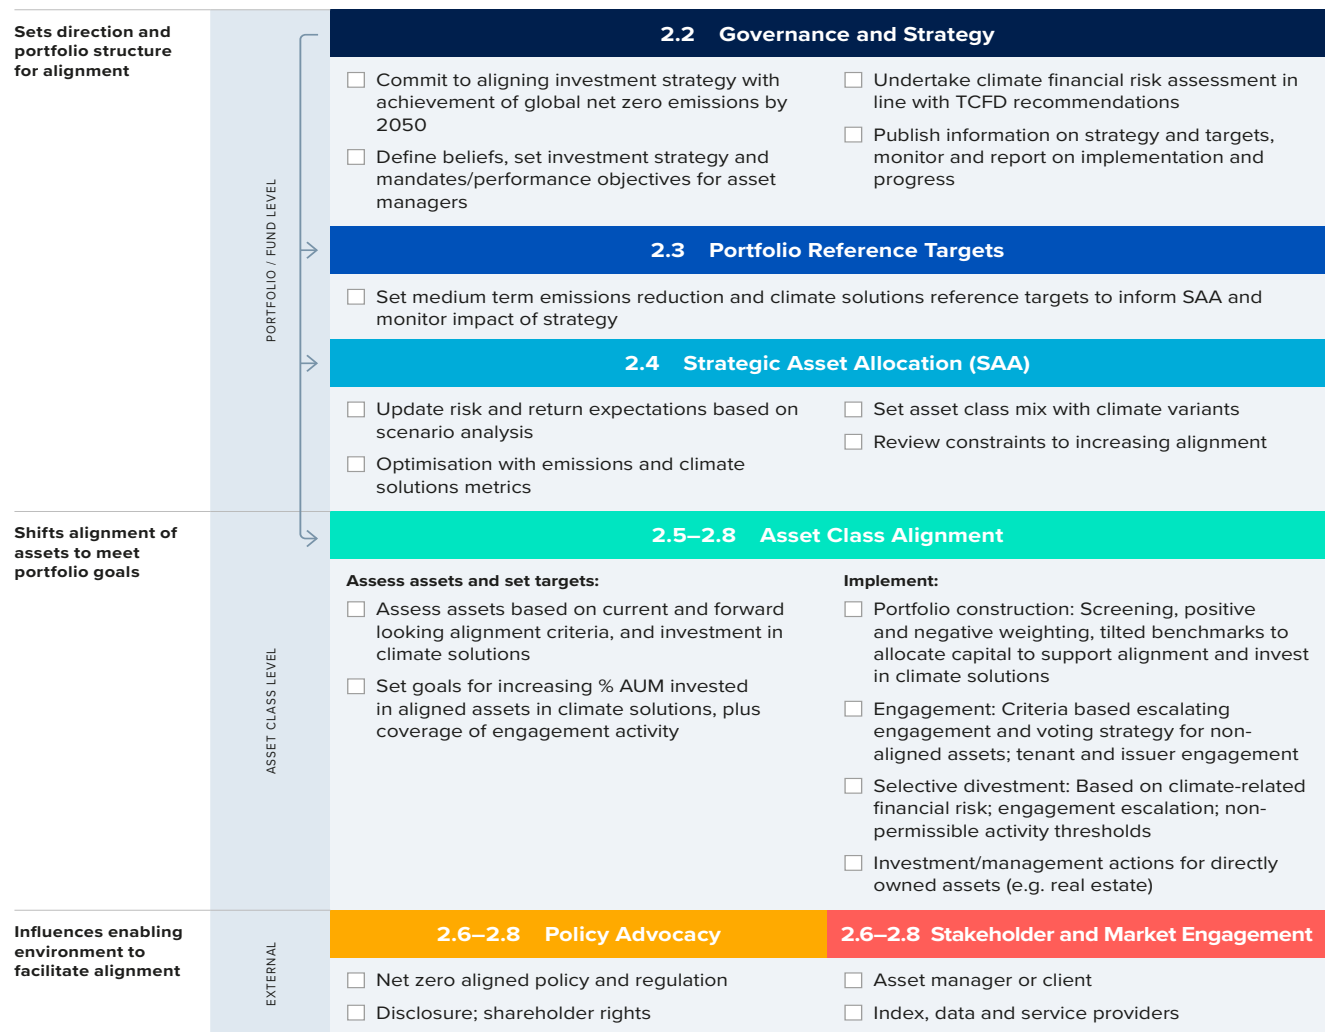 Sets direction and
portfolio structure
for alignment
PORTFOLIO / FUND LEVEL
2.2 Governance and Strategy
Commit to aligning investment strategy with
achievement of global net zero emissions by
2050
Define beliefs, set investment strategy and
mandates/performance objectives for asset
managers
Undertake climate financial risk assessment in
line with TCFD recommendations
Publish information on strategy and targets,
monitor and report on implementation and
progress
2.3 Portfolio Reference Targets
Set medium term emissions reduction and climate solutions reference targets to inform SAA and
monitor impact of strategy
2.4 Strategic Asset Allocation (SAA)
Update risk and return expectations based on
scenario analysis
Optimisation with emissions and climate
solutions metrics
Set asset class mix with climate variants
Review constraints to increasing alignment
Shifts alignment of
assets to meet
portfolio goals
ASSET CLASS LEVEL
2.5–2.8 Asset Class Alignment
Assess assets and set targets:
Assess assets based on current and forward
looking alignment criteria, and investment in
climate solutions
Set goals for increasing % AUM invested
in aligned assets in climate solutions, plus
coverage of engagement activity
Implement:
Portfolio construction: Screening, positive
and negative weighting, tilted benchmarks to
allocate capital to support alignment and invest
in climate solutions
Engagement: Criteria based escalating
engagement and voting strategy for non-
aligned assets; tenant and issuer engagement
Selective divestment: Based on climate-related
financial risk; engagement escalation; non-
permissible activity thresholds
Investment/management actions for directly
owned assets (e.g. real estate)
Influences enabling
environment to
facilitate alignment
EXTERNAL
2.6–2.8 Policy Advocacy
Net zero aligned policy and regulation
Disclosure; shareholder rights
2.6–2.8 Stakeholder and Market Engagement
Asset manager or client
Index, data and service providers